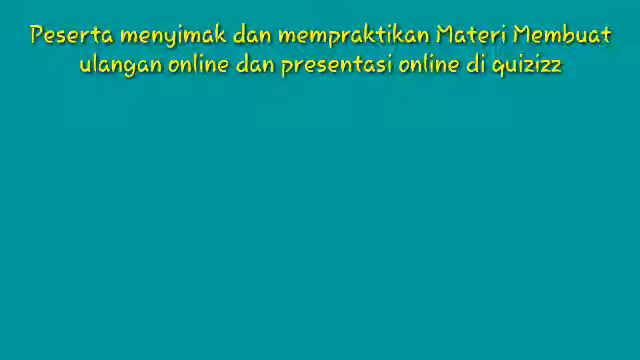 Peserta menyimak dan mempraktikan Materi Membuat
ulangan online dan presentasi online di quizizz